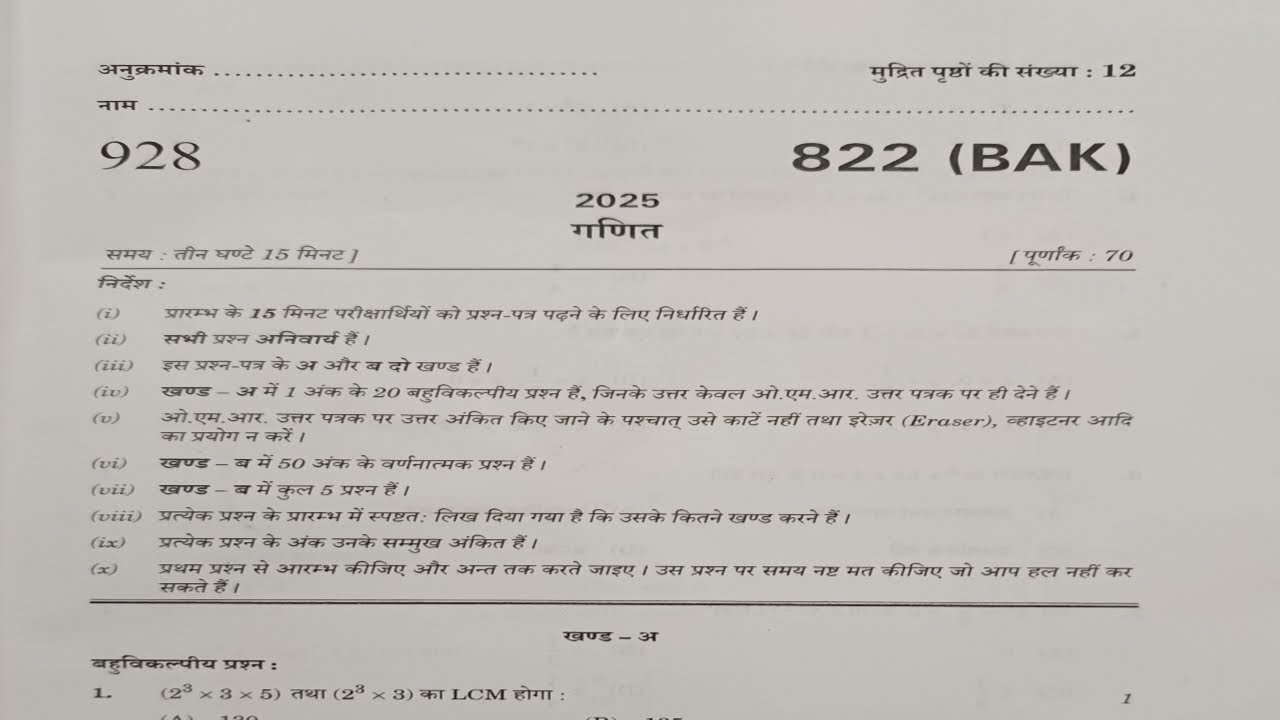 अनुक्रमांक .....................................
मुद्रित पृष्ठों की संख्या : 12
नाम ...............................................................................................
928
822 (BAK)
2025
गणित
समय : तीन घण्टे 15 मिनट ]
[ पूर्णांक : 70
निर्देश :
(i) प्रारम्भ के 15 मिनट परीक्षार्थियों को प्रश्न-पत्र पढ़ने के लिए निर्धारित हैं ।
(ii) सभी प्रश्न अनिवार्य हैं ।
(iii) इस प्रश्न-पत्र के अ और ब दो खण्ड हैं ।
(iv) खण्ड – अ में 1 अंक के 20 बहुविकल्पीय प्रश्न हैं, जिनके उत्तर केवल ओ.एम.आर. उत्तर पत्रक पर ही देने हैं ।
(v) ओ.एम.आर. उत्तर पत्रक पर उत्तर अंकित किए जाने के पश्चात् उसे काटें नहीं तथा इरेज़र (Eraser), व्हाइटनर आदि
का प्रयोग न करें ।
(vi) खण्ड – ब में 50 अंक के वर्णनात्मक प्रश्न हैं ।
(vii) खण्ड – ब में कुल 5 प्रश्न हैं ।
(viii) प्रत्येक प्रश्न के प्रारम्भ में स्पष्टतः लिख दिया गया है कि उसके कितने खण्ड करने हैं ।
(ix) प्रत्येक प्रश्न के अंक उनके सम्मुख अंकित हैं ।
(x) प्रथम प्रश्न से आरम्भ कीजिए और अन्त तक करते जाइए । उस प्रश्न पर समय नष्ट मत कीजिए जो आप हल नहीं कर
सकते हैं ।
खण्ड – अ
बहुविकल्पीय प्रश्न :
1. (2³ × 3 × 5) तथा (2³ × 3) का LCM होगा : 1
(A) 120 (B)